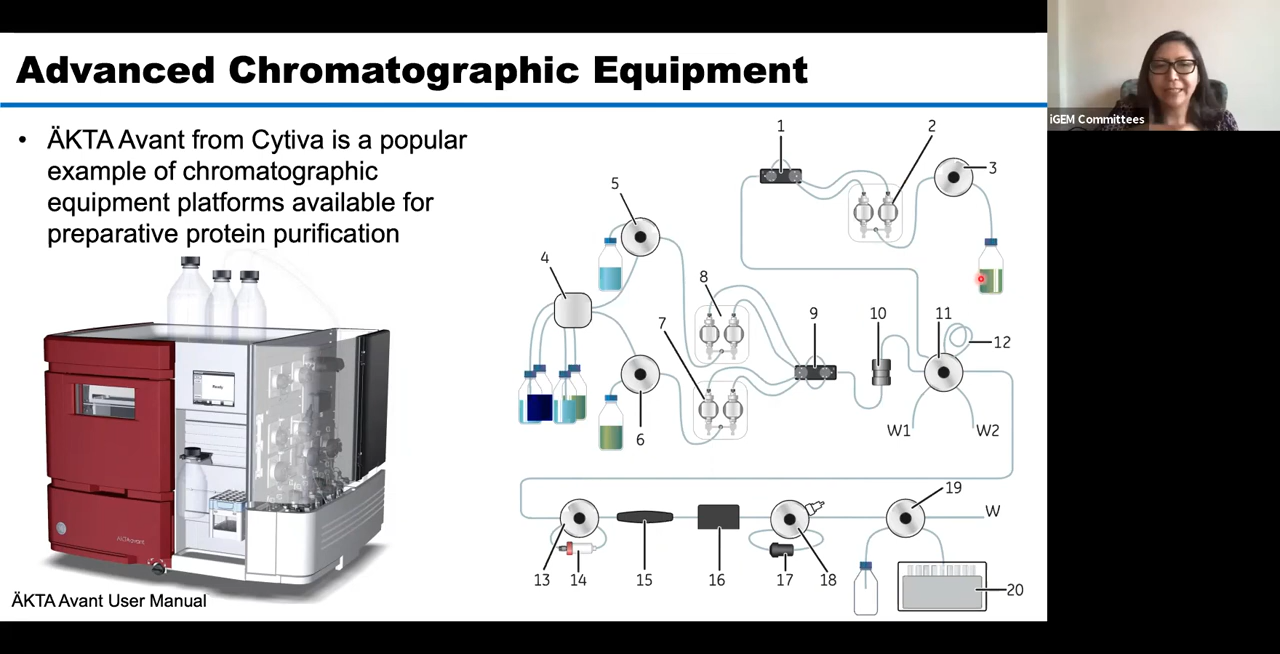 Advanced Chromatographic Equipment
iGEM Committees
• ÄKTA Avant from Cytiva is a popular
example of chromatographic
equipment platforms available for
preparative protein purification
1
2
3
5
4
8
7
9
10
11
12
6
W1
W2
19
W
13
14
15
16
17
18
20
Ready
ÄKTA Avant User Manual